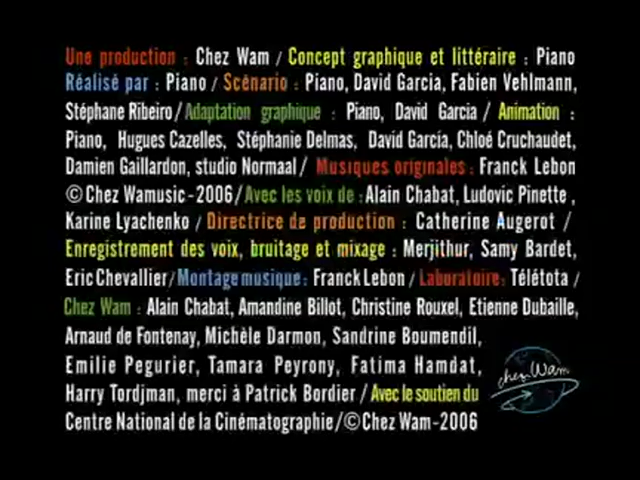 Une production : Chez Wam / Concept graphique et littéraire : Piano
Réalisé par : Piano / Scénario : Piano, David Garcia, Fabien Vehlmann,
Stéphane Ribeiro / Adaptation graphique : Piano, David Garcia / Animation :
Piano, Hugues Cazelles, Stéphanie Delmas, David García, Chloé Cruchaudet,
Damien Gaillardon, studio Normaal / Musiques originales : Franck Lebon
© Chez Wamusic - 2006 / Avec les voix de : Alain Chabat, Ludovic Pinette ,
Karine Lyachenko / Directrice de production : Catherine Augerot /
Enregistrement des voix, bruitage et mixage : Merjithur, Samy Bardet,
Eric Chevallier / Montage musique : Franck Lebon / Laboratoire : Télétota /
Chez Wam : Alain Chabat, Amandine Billot, Christine Rouxel, Etienne Dubaille,
Arnaud de Fontenay, Michèle Darmon, Sandrine Boumendil,
Emilie Pegurier, Tamara Peyrony, Fatima Hamdat,
Harry Tordjman, merci à Patrick Bordier / Avec le soutien du
Centre National de la Cinématographie / © Chez Wam - 2006
chez Wam